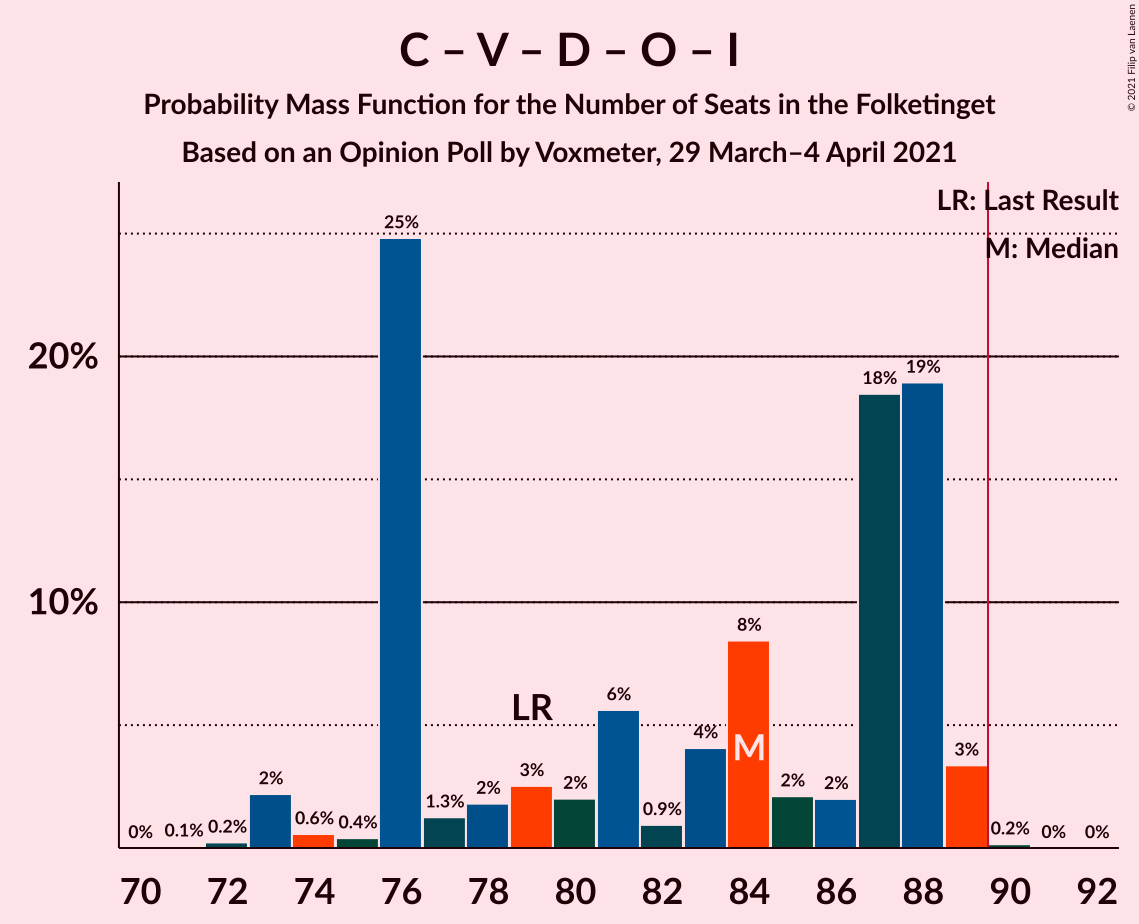 C – V – D – O – I
Probability Mass Function for the Number of Seats in the Folketinget
Based on an Opinion Poll by Voxmeter, 29 March–4 April 2021
© 2021 Filip van Laenen
LR: Last Result
M: Median
20%
10%
0%
0.1%
0.2%
2%
0.6%
0.4%
25%
1.3%
2%
3%
2%
6%
0.9%
4%
8%
2%
2%
18%
19%
3%
0.2%
0%
0%
LR
M
70 72 74 76 78 80 82 84 86 88 90 92